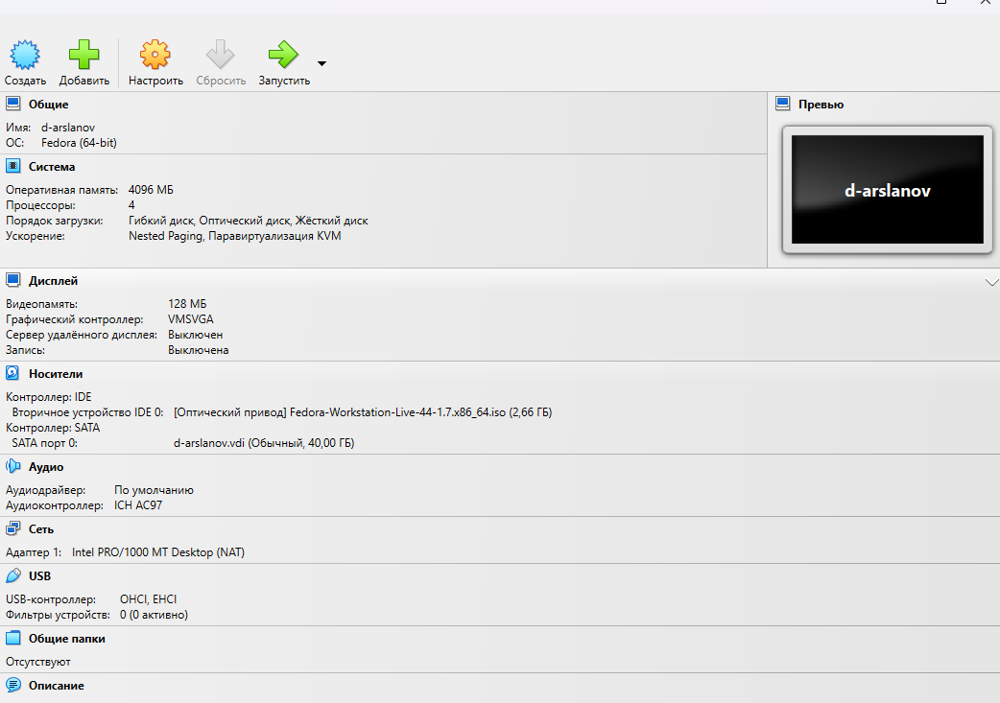 Создать Добавить Настроить Сбросить Запустить
Общие
Имя: d-arslanov
ОС: Fedora (64-bit)
Превью
d-arslanov
Система
Оперативная память: 4096 МБ
Процессоры: 4
Порядок загрузки: Гибкий диск, Оптический диск, Жёсткий диск
Ускорение: Nested Paging, Паравиртуализация KVM
Дисплей
Видеопамять: 128 МБ
Графический контроллер: VMSVGA
Сервер удалённого дисплея: Выключен
Запись: Выключена
Носители
Контроллер: IDE
Вторичное устройство IDE 0: [Оптический привод] Fedora-Workstation-Live-44-1.7.x86_64.iso (2,66 ГБ)
Контроллер: SATA
SATA порт 0: d-arslanov.vdi (Обычный, 40,00 ГБ)
Аудио
Аудиодрайвер: По умолчанию
Аудиоконтроллер: ICH AC97
Сеть
Адаптер 1: Intel PRO/1000 MT Desktop (NAT)
USB
USB-контроллер: OHCI, EHCI
Фильтры устройств: 0 (0 активно)
Общие папки
Отсутствуют
Описание